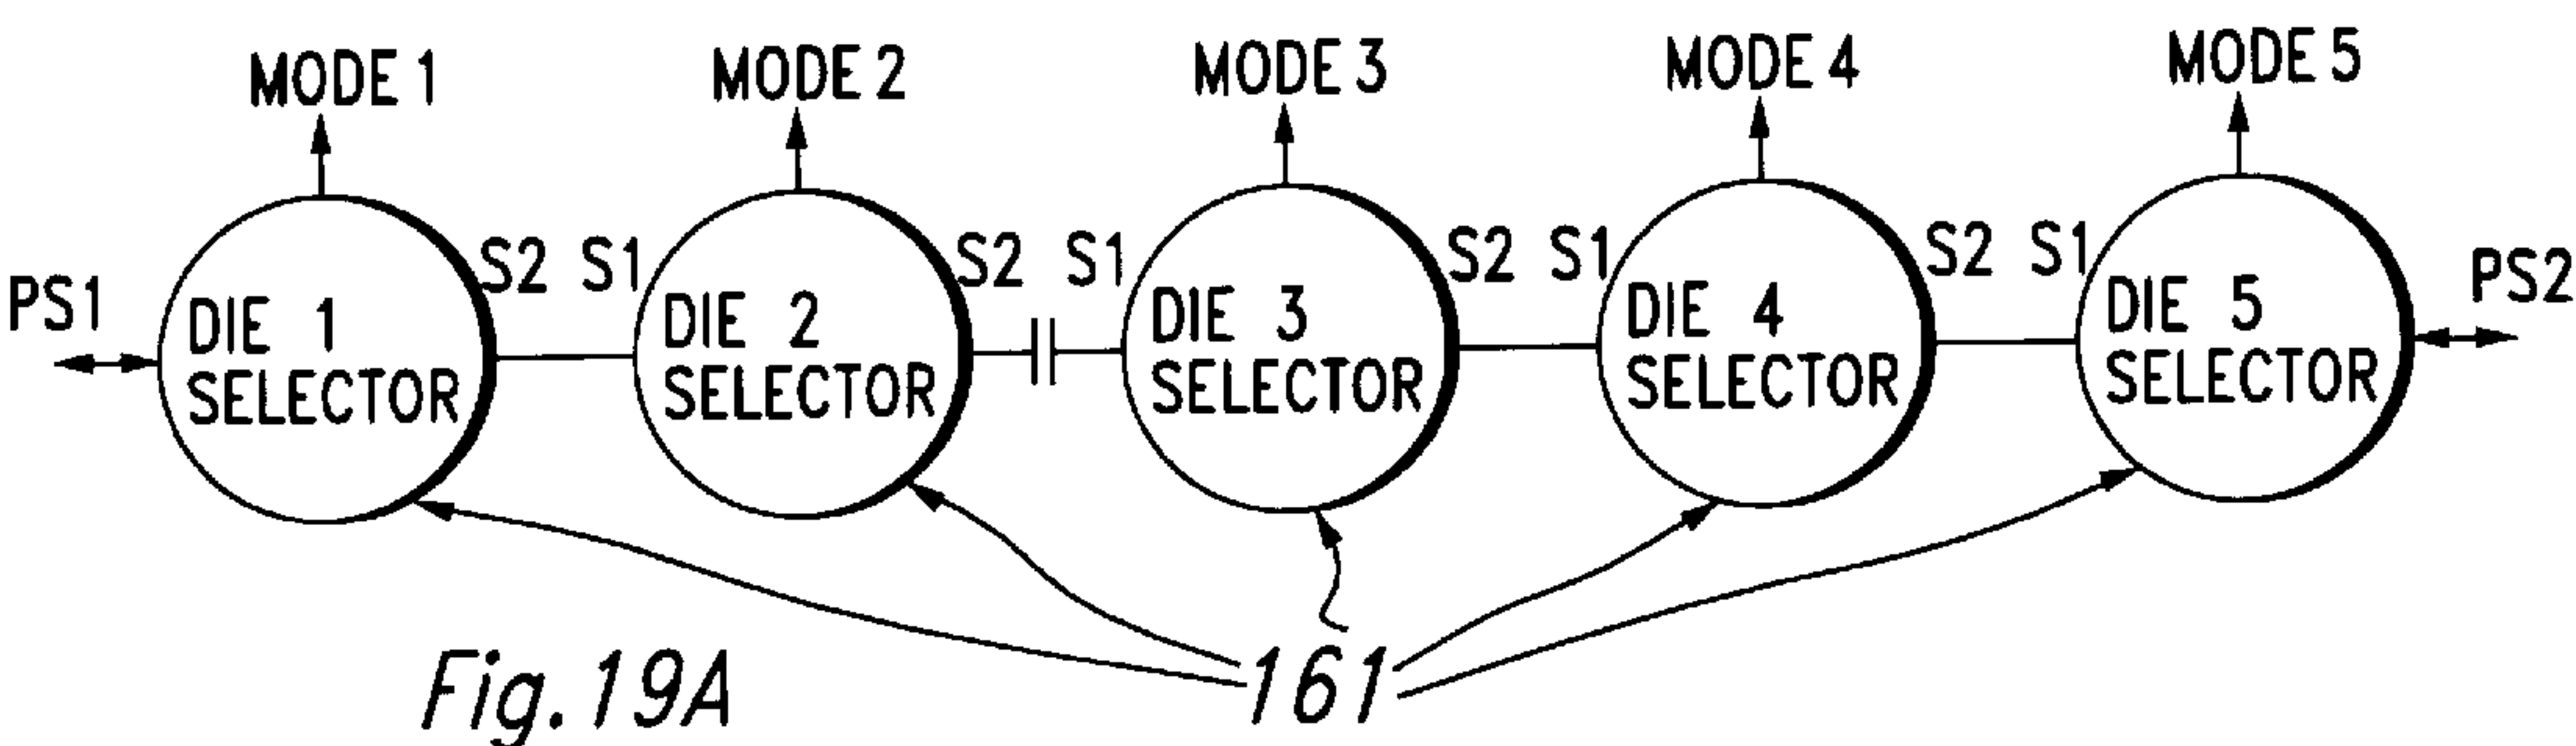 MODE 1 MODE 2 MODE 3 MODE 4 MODE 5
PS1 S2 S1 S2 S1 S2 S1 S2 S1 PS2
DIE 1 SELECTOR
DIE 2 SELECTOR
DIE 3 SELECTOR
DIE 4 SELECTOR
DIE 5 SELECTOR
161
Fig. 19A